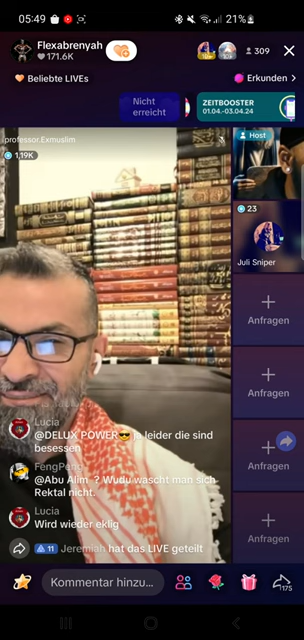 05:49
21%
Flexabrenyah
171.6K
309
Beliebte LIVEs
Erkunden >
Nicht
erreicht
ZEITBOOSTER
01.04.-03.04.24
professor.Exmuslim
1,19K
Host
23
Juli Sniper
Anfragen
Anfragen
Anfragen
Anfragen
Lucia
@DELUX POWER😎 ja leider die sind
besessen
FengPeng
@Abu Alim ? Wudu wascht man sich
Rektal nicht.
Lucia
Wird wieder eklig
11 Jeremiah hat das LIVE geteilt
Kommentar hinzu...
175